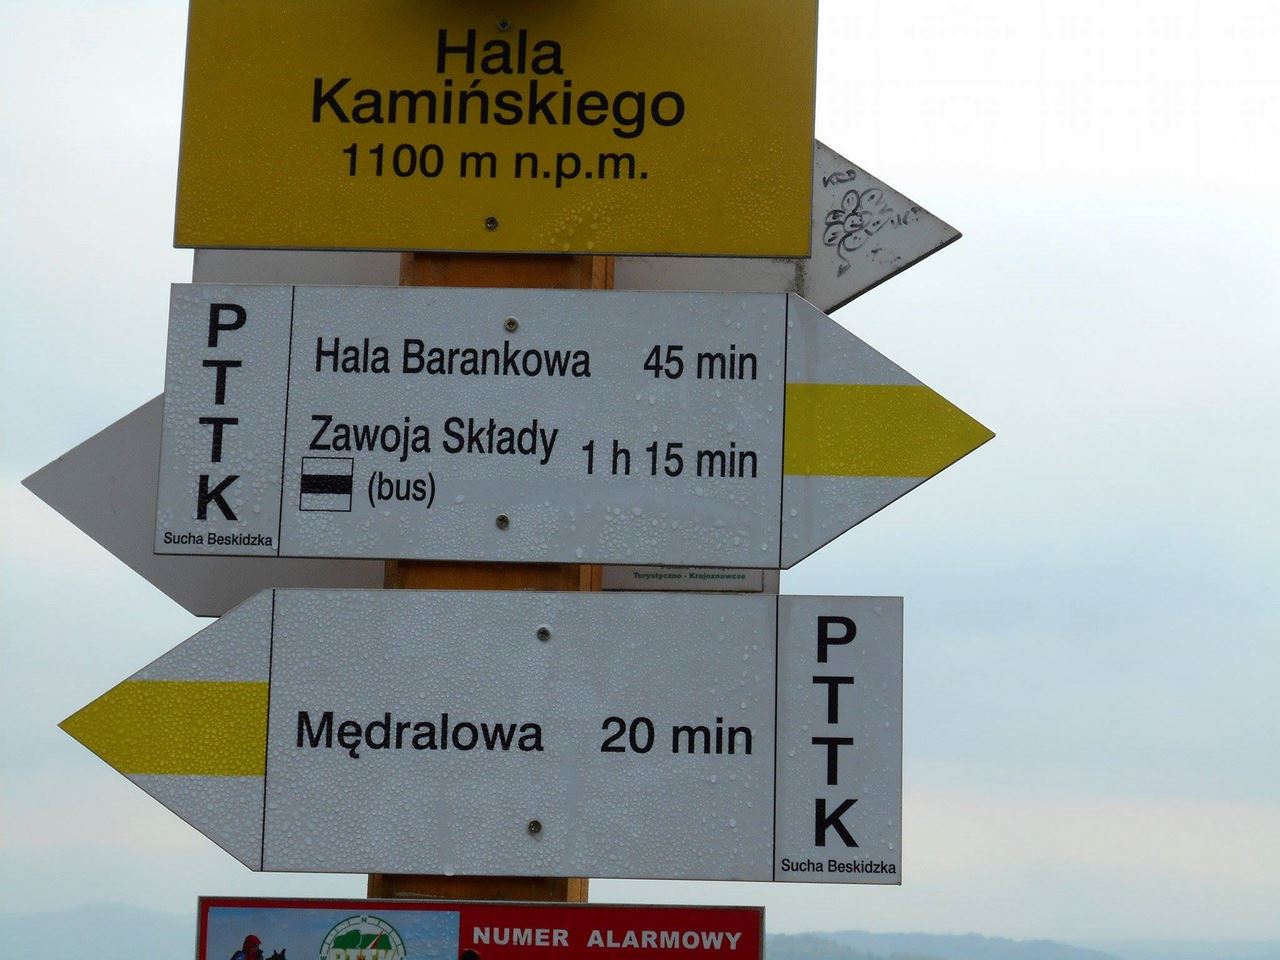 Hala
Kamińskiego
1100 m n.p.m.
P
T
T
K
Sucha Beskidzka
Hala Barankowa 45 min
Zawoja Składy 1 h 15 min
(bus)
Turystyczno - Krajoznawcze
Mędralowa 20 min
P
T
T
K
Sucha Beskidzka
PTTK
NUMER ALARMOWY